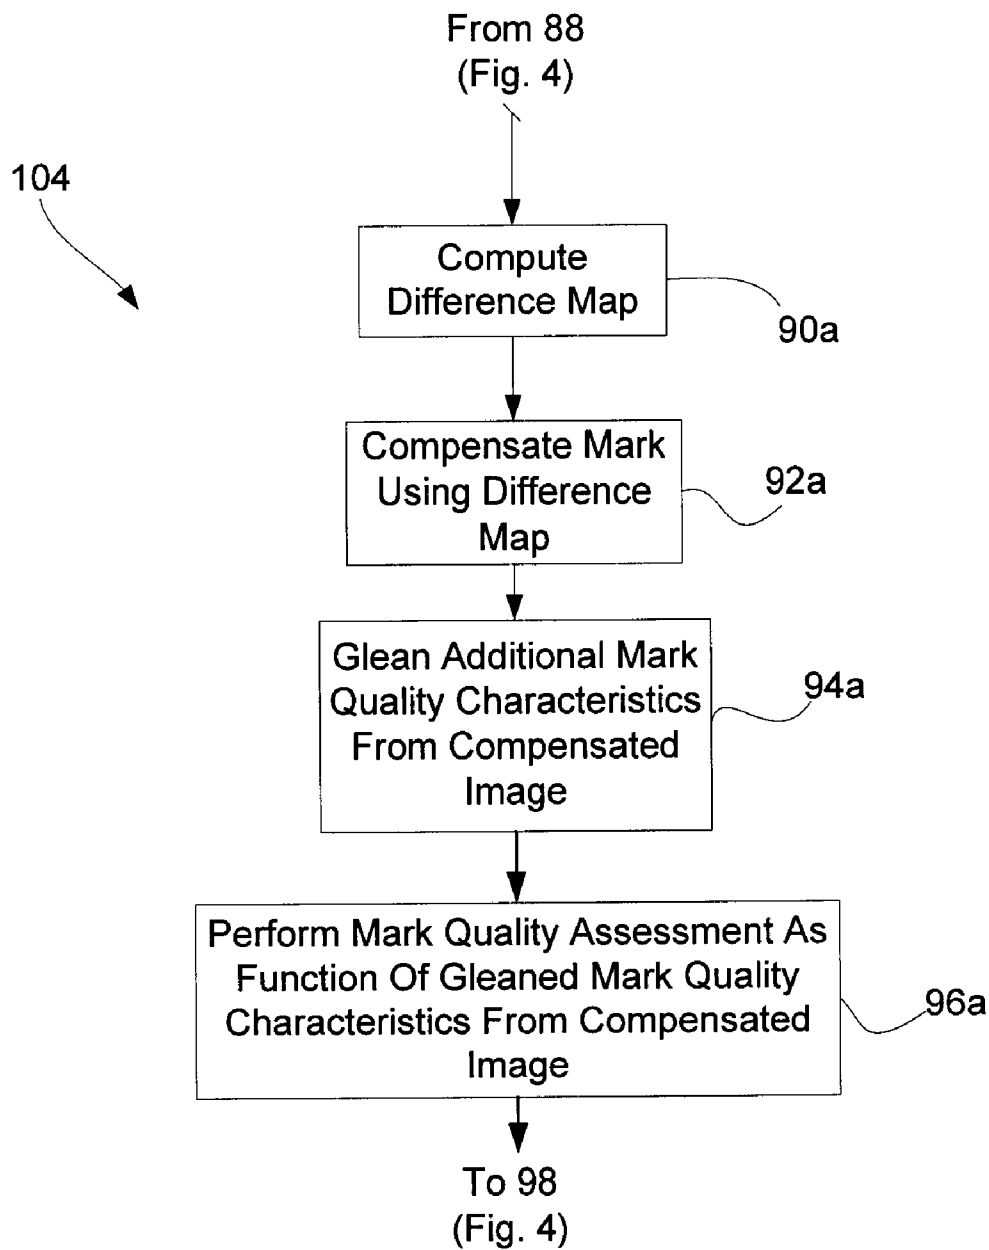 From 88
(Fig. 4)
104
Compute
Difference Map
90a
Compensate Mark
Using Difference
Map
92a
Glean Additional Mark
Quality Characteristics
From Compensated
Image
94a
Perform Mark Quality Assessment As
Function Of Gleaned Mark Quality
Characteristics From Compensated
Image
96a
To 98
(Fig. 4)